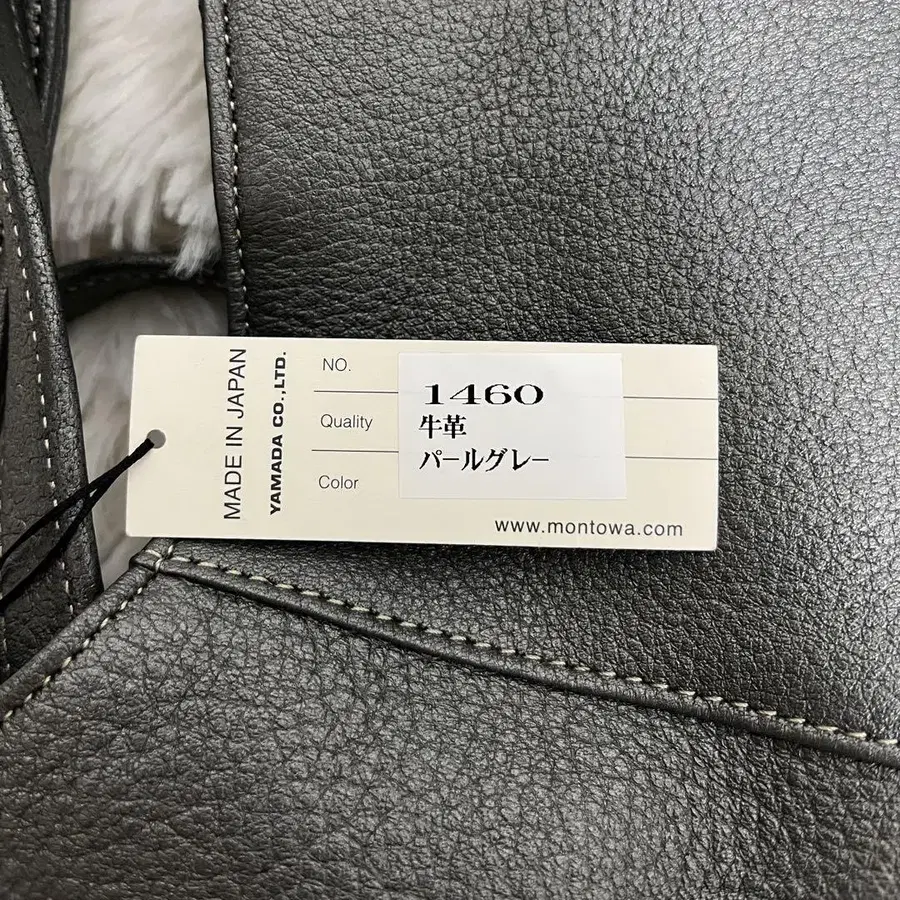 MADE IN JAPAN
YAMADA CO.,LTD.
NO. 1460
Quality 牛革
Color パールグレー
www.montowa.com